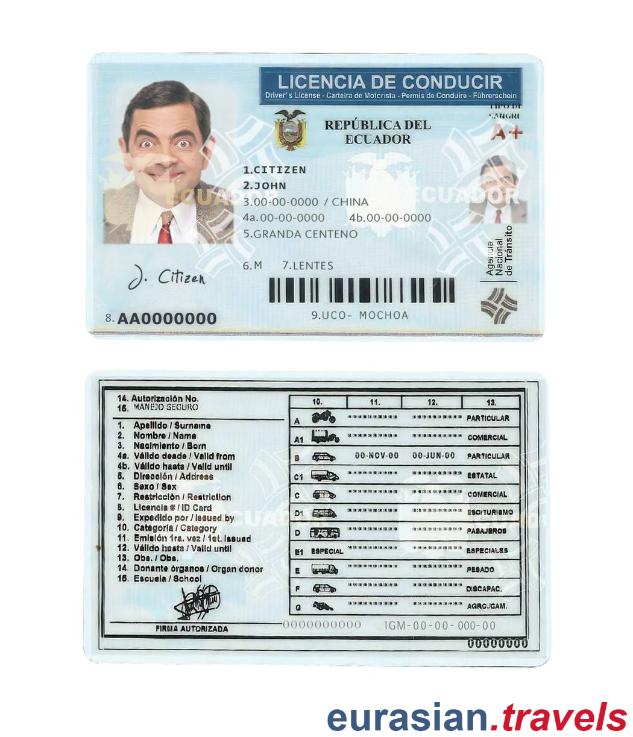 LICENCIA DE CONDUCIR
Driver's License - Carteira de Motorista - Permis de Conduire - Führerschein
REPÚBLICA DEL
ECUADOR
TIPO DE
SANGRE
A+
1.CITIZEN
2.JOHN
ECUADOR
ECUADOR
3.00-00-0000 / CHINA
4a.00-00-0000 4b.00-00-0000
5.GRANDA CENTENO
6.M 7.LENTES
Agencia
Nacional
de Tránsito
J. Citizen
8. AA0000000
9.UCO- MOCHOA
14. Autorización No.
15. MANEJO SEGURO
1. Apellido / Surname
2. Nombre / Name
3. Nacimiento / Born
4a. Válido desde / Valid from
4b. Válido hasta / Valid until
5. Dirección / Address
6. Sexo / Sex
7. Restricción / Restriction
8. Licencia # / ID Card
9. Expedido por / Issued by
10. Categoría / Category
11. Emisión 1ra. vez / 1st. Issued
12. Válido hasta / Valid until
13. Obs. / Obs.
14. Donante órganos / Organ donor
15. Escuela / School
FIRMA AUTORIZADA
10. 11. 12. 13.
A ********** ********** PARTICULAR
A1 ********** ********** COMERCIAL
B 00-NOV-00 00-JUN-00 PARTICULAR
C1 ********** ********** ESTATAL
C ********** ********** COMERCIAL
D1 ********** ********** ESC/TURISMO
D ********** ********** PASAJEROS
E1 ESPECIAL ********** ********** ESPECIALES
E ********** ********** PESADO
F ********** ********** DISCAPAC.
G ********** ********** AGRC./CAM.
ECUADOR
0000000000 IGM-00-00-000-00
00000000
eurasian.travels